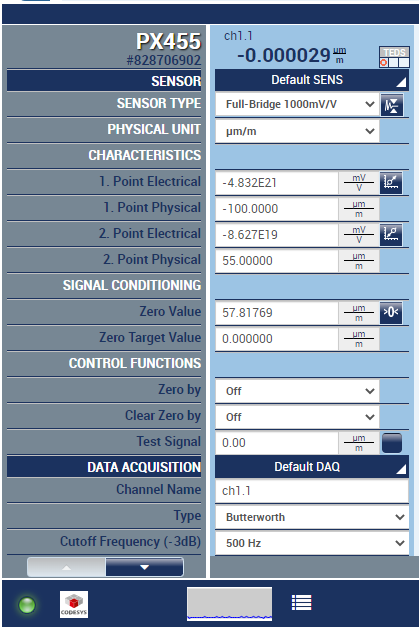 PX455
#828706902
ch1.1
-0.000029 µm/m
TEDS
SENSOR
Default SENS
SENSOR TYPE
Full-Bridge 1000mV/V
PHYSICAL UNIT
µm/m
CHARACTERISTICS
1. Point Electrical
-4.832E21
mV/V
1. Point Physical
-100.0000
µm/m
2. Point Electrical
-8.627E19
mV/V
2. Point Physical
55.00000
µm/m
SIGNAL CONDITIONING
Zero Value
57.81769
µm/m
>0<
Zero Target Value
0.000000
µm/m
CONTROL FUNCTIONS
Zero by
Off
Clear Zero by
Off
Test Signal
0.00
µm/m
DATA ACQUISITION
Default DAQ
Channel Name
ch1.1
Type
Butterworth
Cutoff Frequency (-3dB)
500 Hz
CODESYS